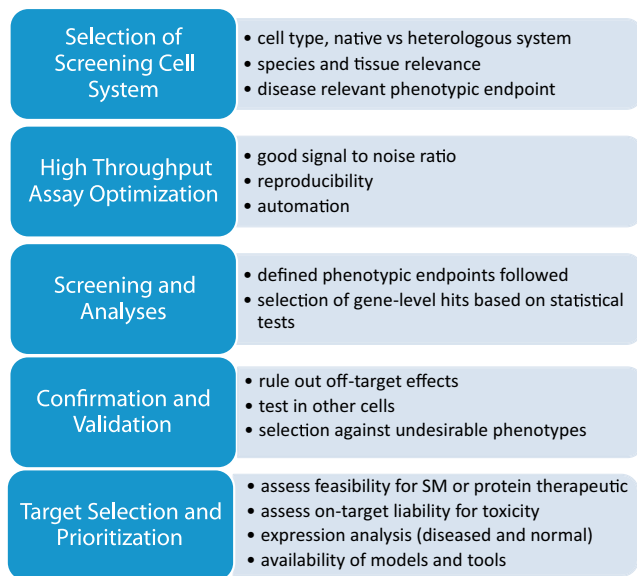 Selection of
Screening Cell
System
• cell type, native vs heterologous system
• species and tissue relevance
• disease relevant phenotypic endpoint
High Throughput
Assay Optimization
• good signal to noise ratio
• reproducibility
• automation
Screening and
Analyses
• defined phenotypic endpoints followed
• selection of gene-level hits based on statistical
tests
Confirmation and
Validation
• rule out off-target effects
• test in other cells
• selection against undesirable phenotypes
Target Selection and
Prioritization
• assess feasibility for SM or protein therapeutic
• assess on-target liability for toxicity
• expression analysis (diseased and normal)
• availability of models and tools